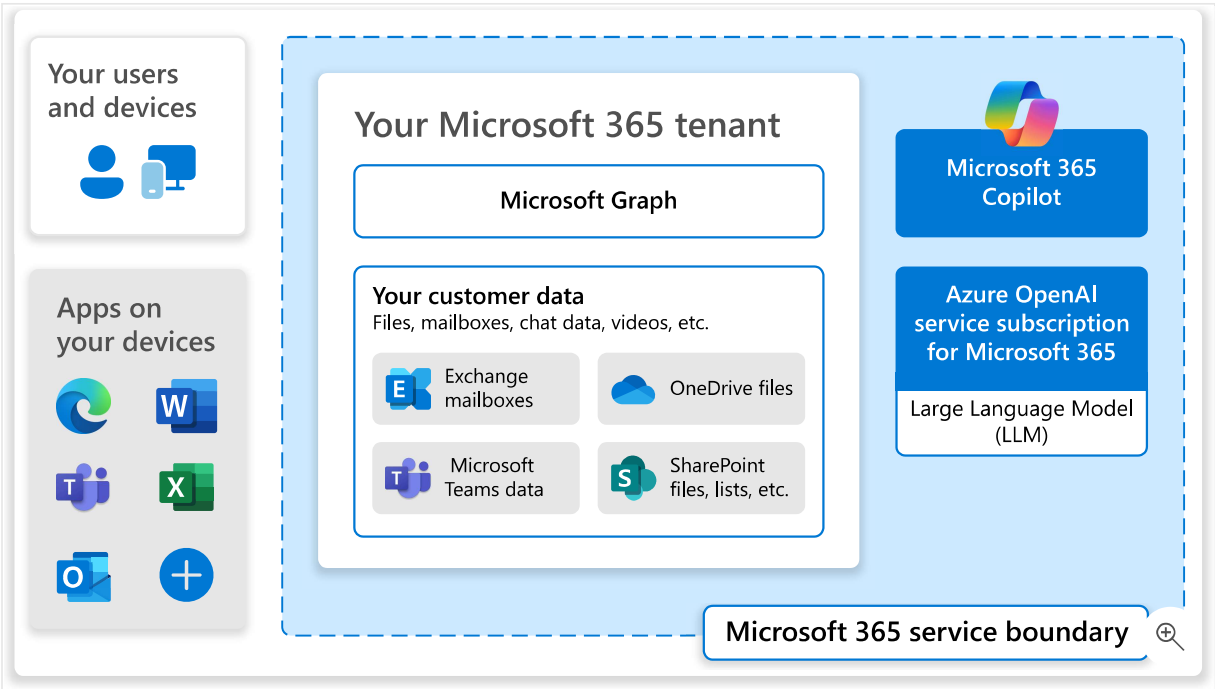 Your users
and devices
Apps on
your devices
W
T
X
O
Your Microsoft 365 tenant
Microsoft Graph
Your customer data
Files, mailboxes, chat data, videos, etc.
E
Exchange
mailboxes
OneDrive files
T
Microsoft
Teams data
S
SharePoint
files, lists, etc.
Microsoft 365
Copilot
Azure OpenAI
service subscription
for Microsoft 365
Large Language Model
(LLM)
Microsoft 365 service boundary